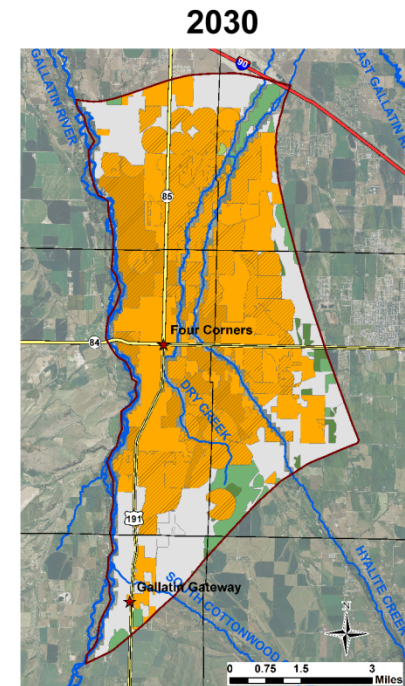 2030
GALLATIN RIVER
90
EAST GALLATIN R
85
Four Corners
84
DRY CREEK
191
Gallatin Gateway
SOUTH COTTONWOOD
HYALITE CREEK
N
0 0.75 1.5 3
Miles